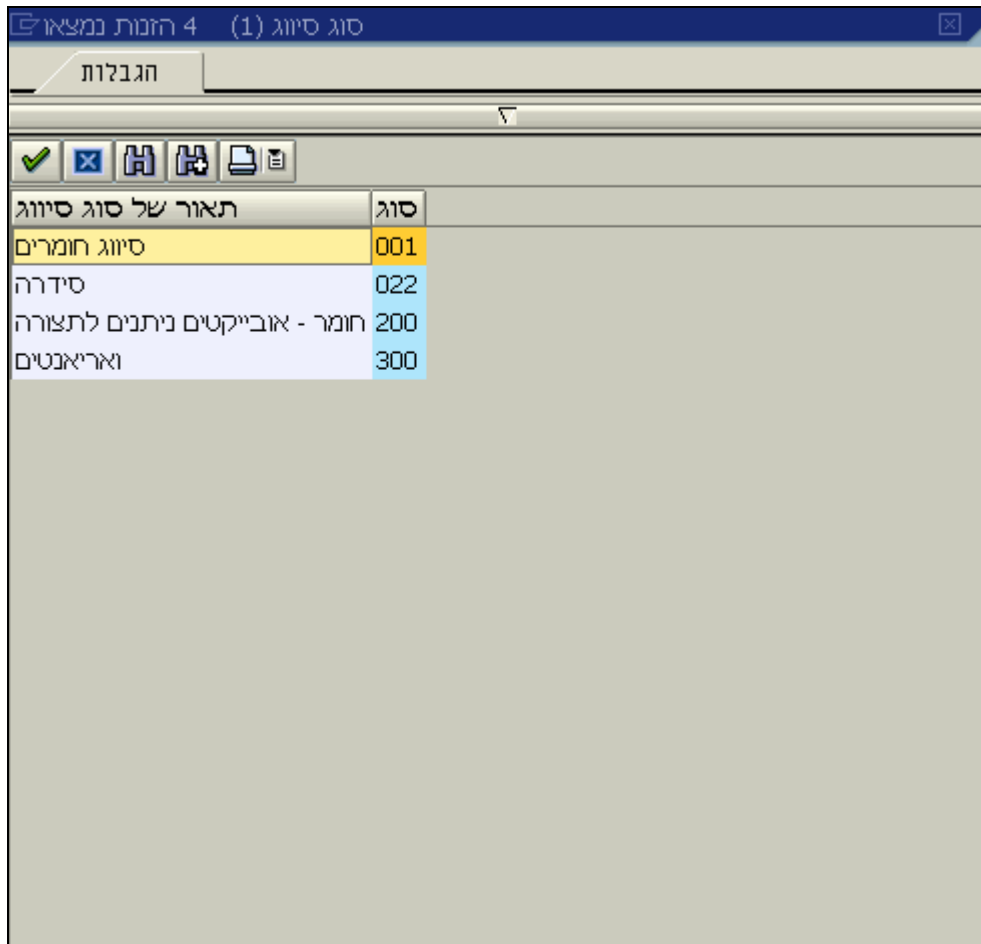 סוג סיווג (1) 4 הזנות נמצאו
הגבלות
סוג תאור של סוג סיווג
001 סיווג חומרים
022 סידרה
200 חומר - אובייקטים ניתנים לתצורה
300 ואריאנטים